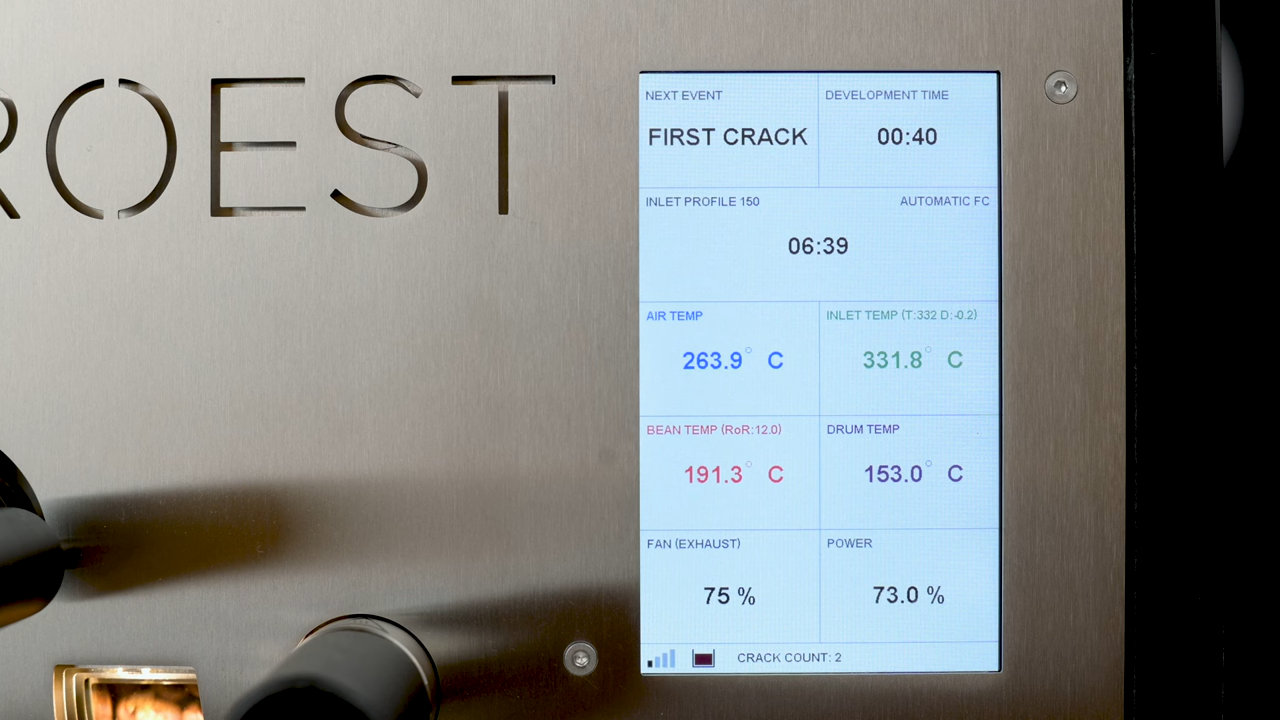 ROEST
NEXT EVENT
FIRST CRACK
DEVELOPMENT TIME
00:40
INLET PROFILE 150
AUTOMATIC FC
06:39
AIR TEMP
263.9° C
INLET TEMP (T:332 D:-0.2)
331.8° C
BEAN TEMP (RoR:12.0)
191.3° C
DRUM TEMP
153.0° C
FAN (EXHAUST)
75 %
POWER
73.0 %
CRACK COUNT: 2